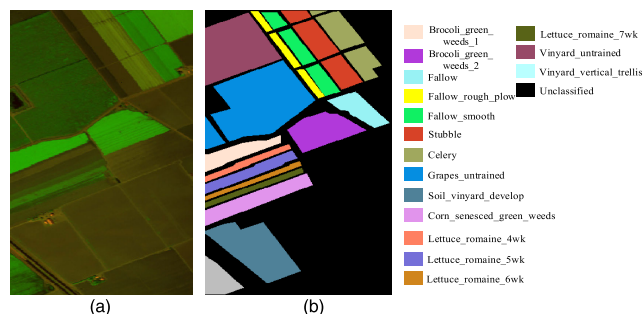 Brocoli_green_
weeds_1
Brocoli_green_
weeds_2
Fallow
Fallow_rough_plow
Fallow_smooth
Stubble
Celery
Grapes_untrained
Soil_vinyard_develop
Corn_senesced_green_weeds
Lettuce_romaine_4wk
Lettuce_romaine_5wk
Lettuce_romaine_6wk
Lettuce_romaine_7wk
Vinyard_untrained
Vinyard_vertical_trellis
Unclassified
(a)
(b)